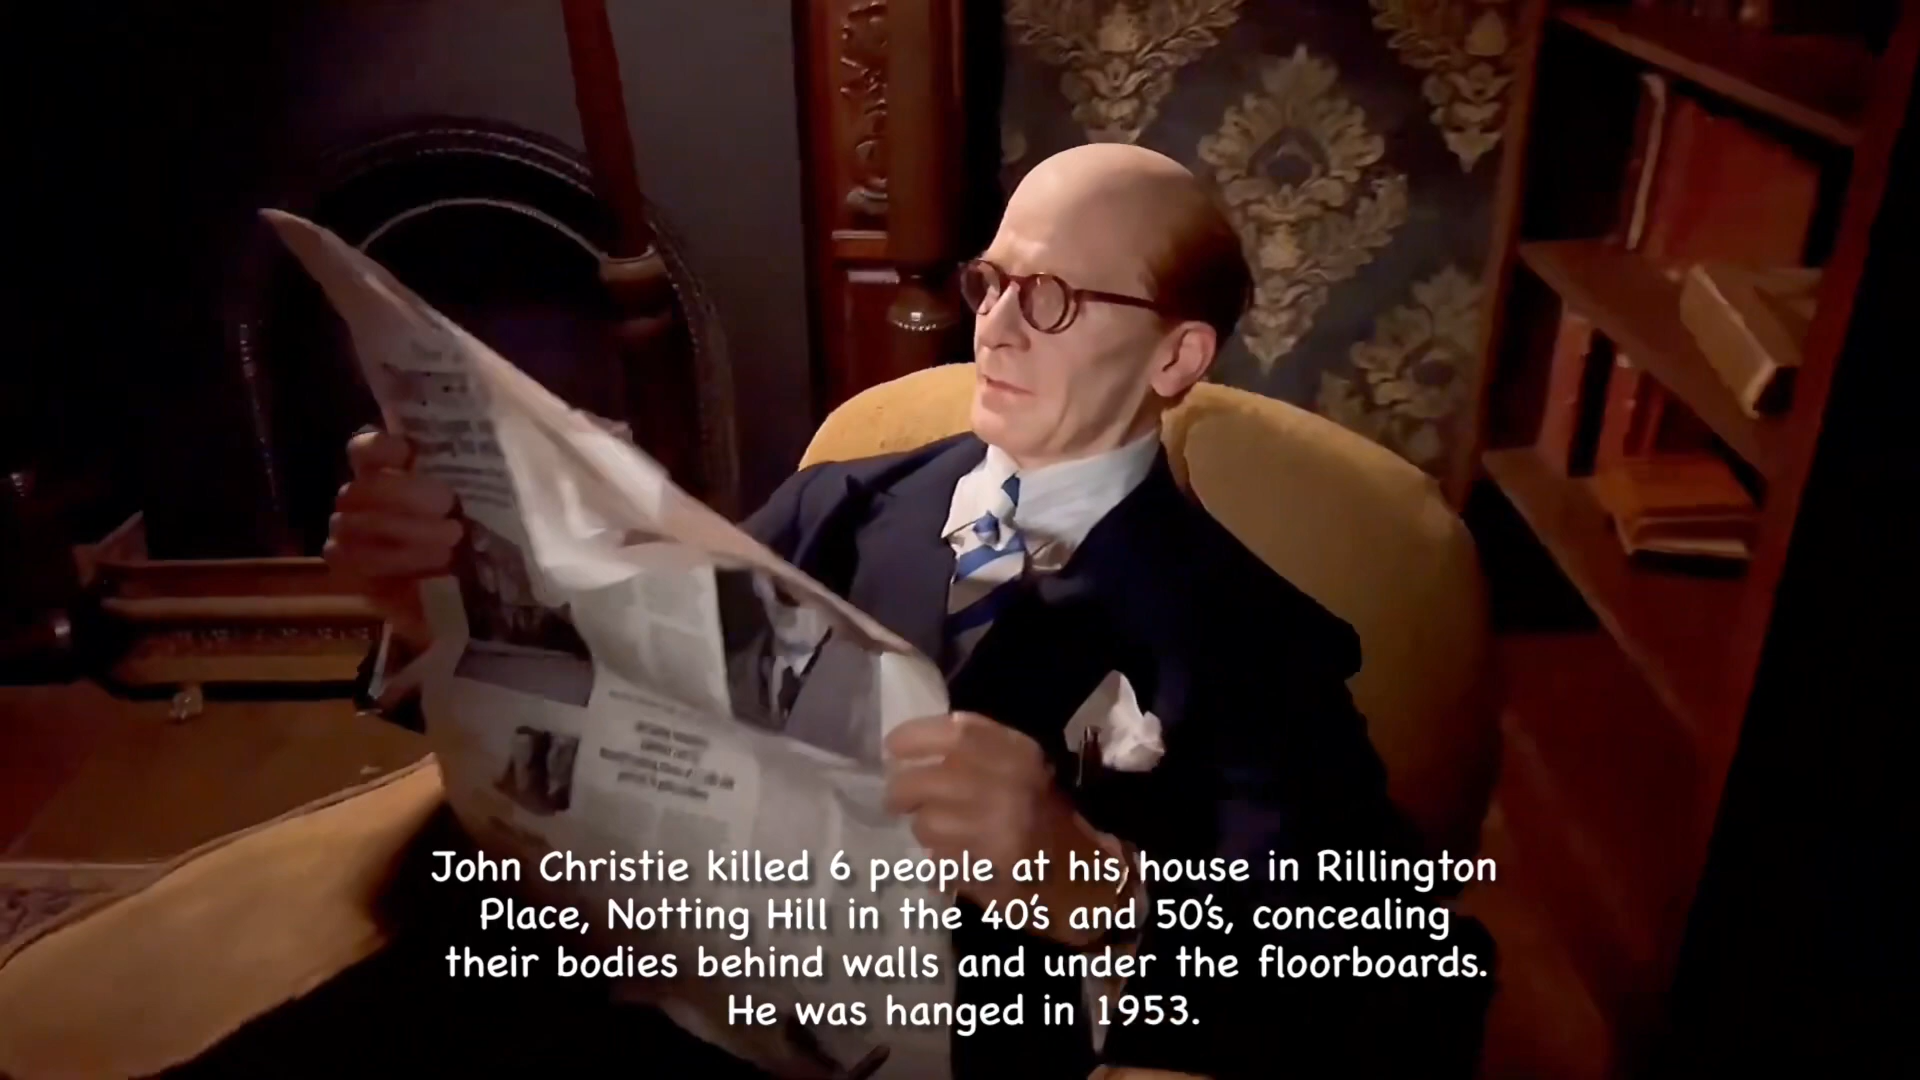 John Christie killed 6 people at his house in Rillington
Place, Notting Hill in the 40's and 50's, concealing
their bodies behind walls and under the floorboards.
He was hanged in 1953.